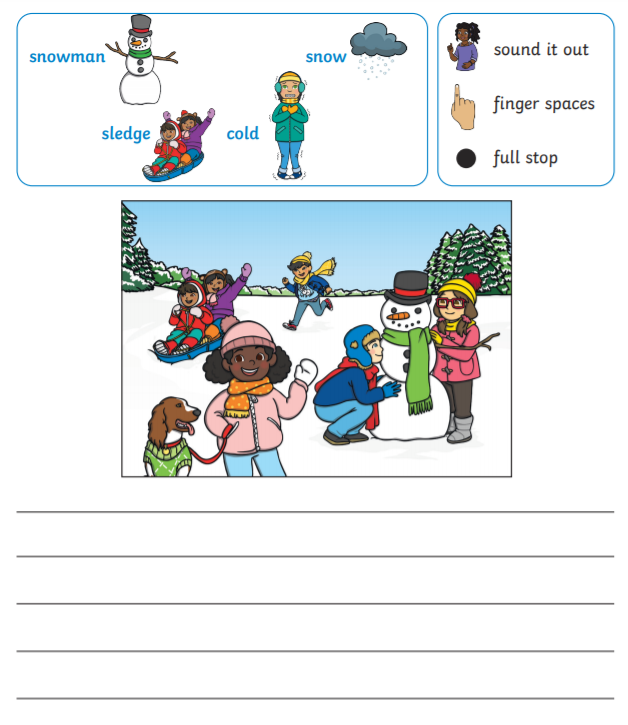 snowman
snow
sledge
cold
sound it out
finger spaces
full stop